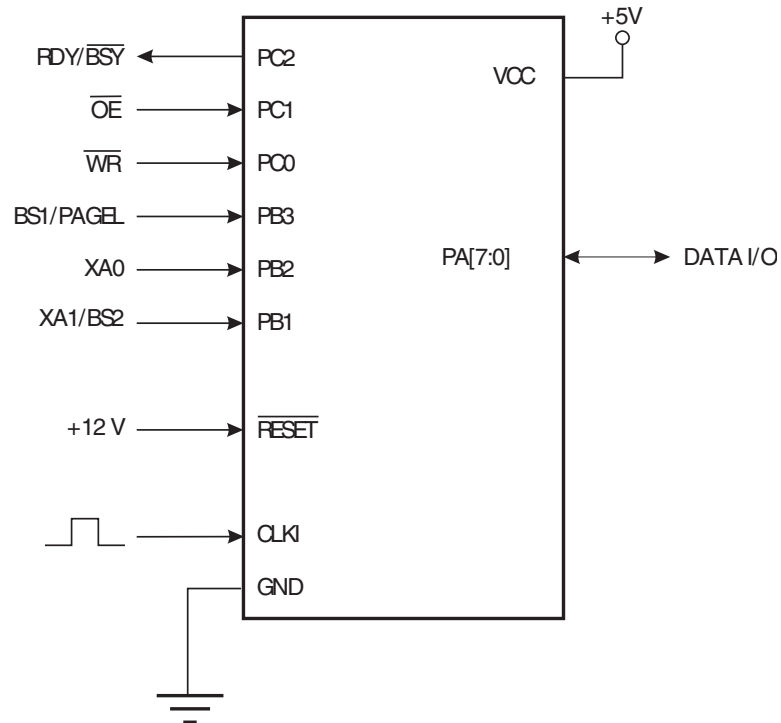 +5V
RDY/BSY PC2
VCC
OE PC1
WR PC0
BS1/PAGEL PB3
PA[7:0] DATA I/O
XA0 PB2
XA1/BS2 PB1
+12 V RESET
CLKI
GND